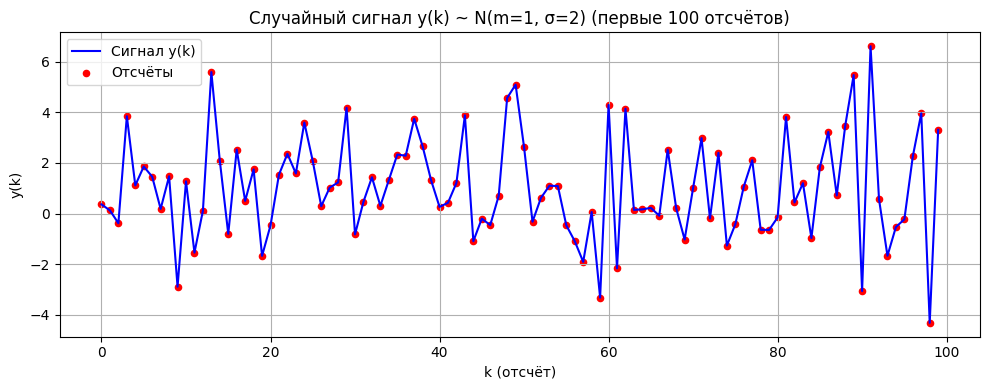 Случайный сигнал y(k) ~ N(m=1, σ=2) (первые 100 отсчётов)
Сигнал y(k)
Отсчёты
y(k)
6
4
2
0
−2
−4
0 20 40 60 80 100
k (отсчёт)